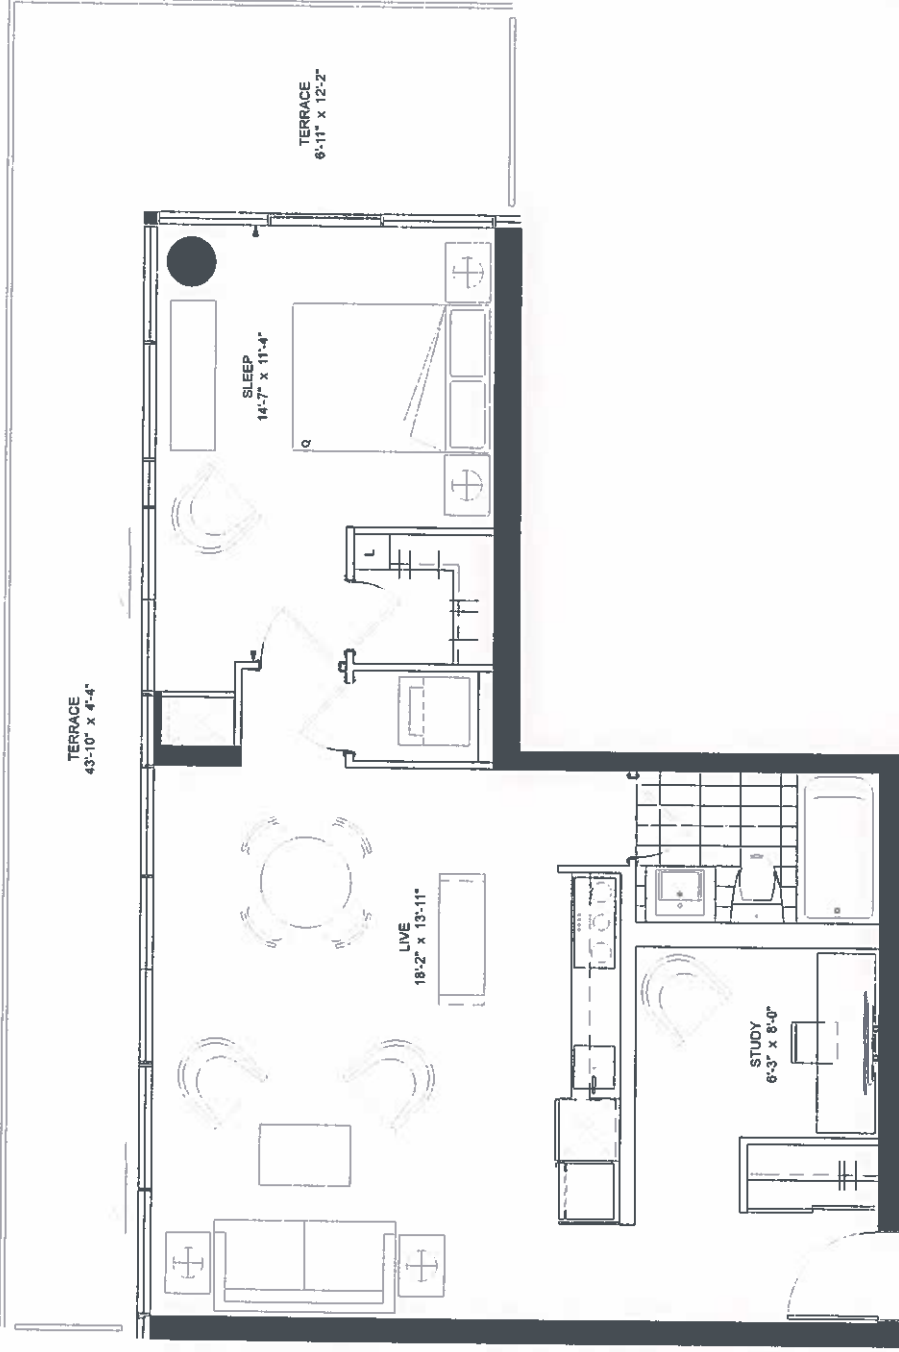 TERRACE
6'-11" x 12'-2"
SLEEP
14'-7" x 11'-4"
Q
L
TERRACE
43'-10" x 4'-4"
LIVE
18'-2" x 13'-11"
STUDY
6'-3" x 8'-0"